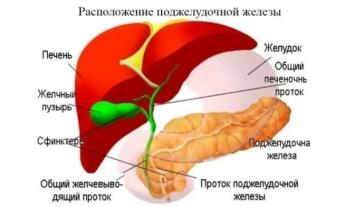 Расположение поджелудочной железы
Печень
Желчный
пузырь
Сфинктере
Общий желчевыво-
дящий проток
Желудок
Общий
печеночнь
проток
Поджелудочна
железа
Проток поджелудочной
железы